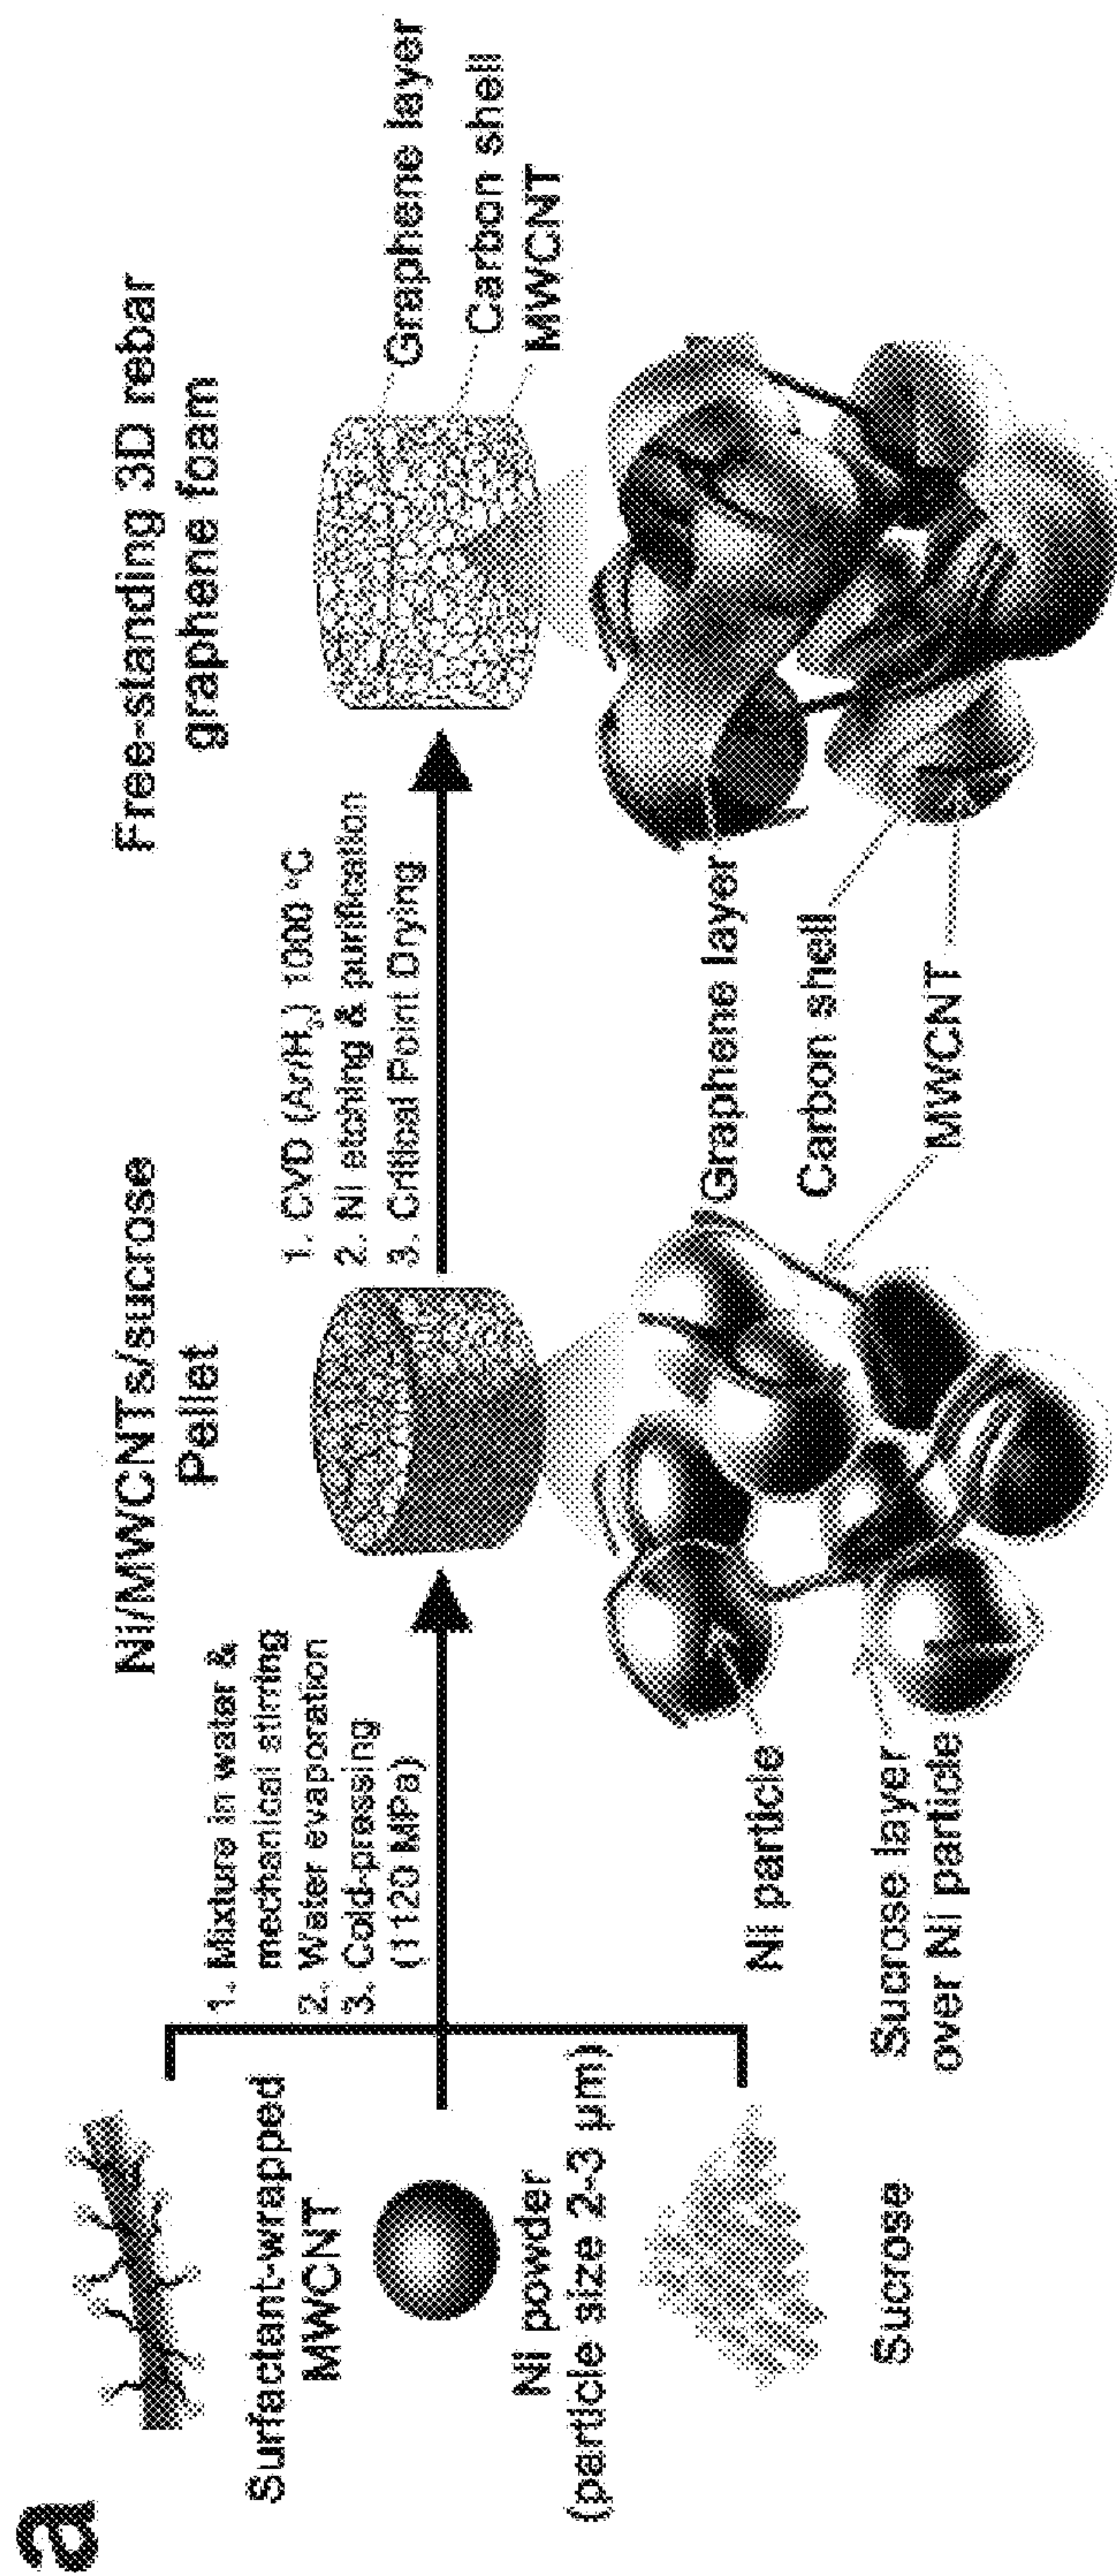 a
Surfactant-wrapped
MWCNT
Ni powder
(particle size 2-3 μm)
Sucrose
1. Mixture in water &
mechanical stirring
2. Water evaporation
3. Cold-pressing
(1120 MPa)
Ni/MWCNTs/sucrose
Pellet
Ni particle
Sucrose layer
over Ni particle
1. CVD (Ar/H₂) 1000 °C
2. Ni etching & purification
3. Critical Point Drying
Graphene layer
Carbon shell
MWCNT
Free-standing 3D rebar
graphene foam
Graphene layer
Carbon shell
MWCNT